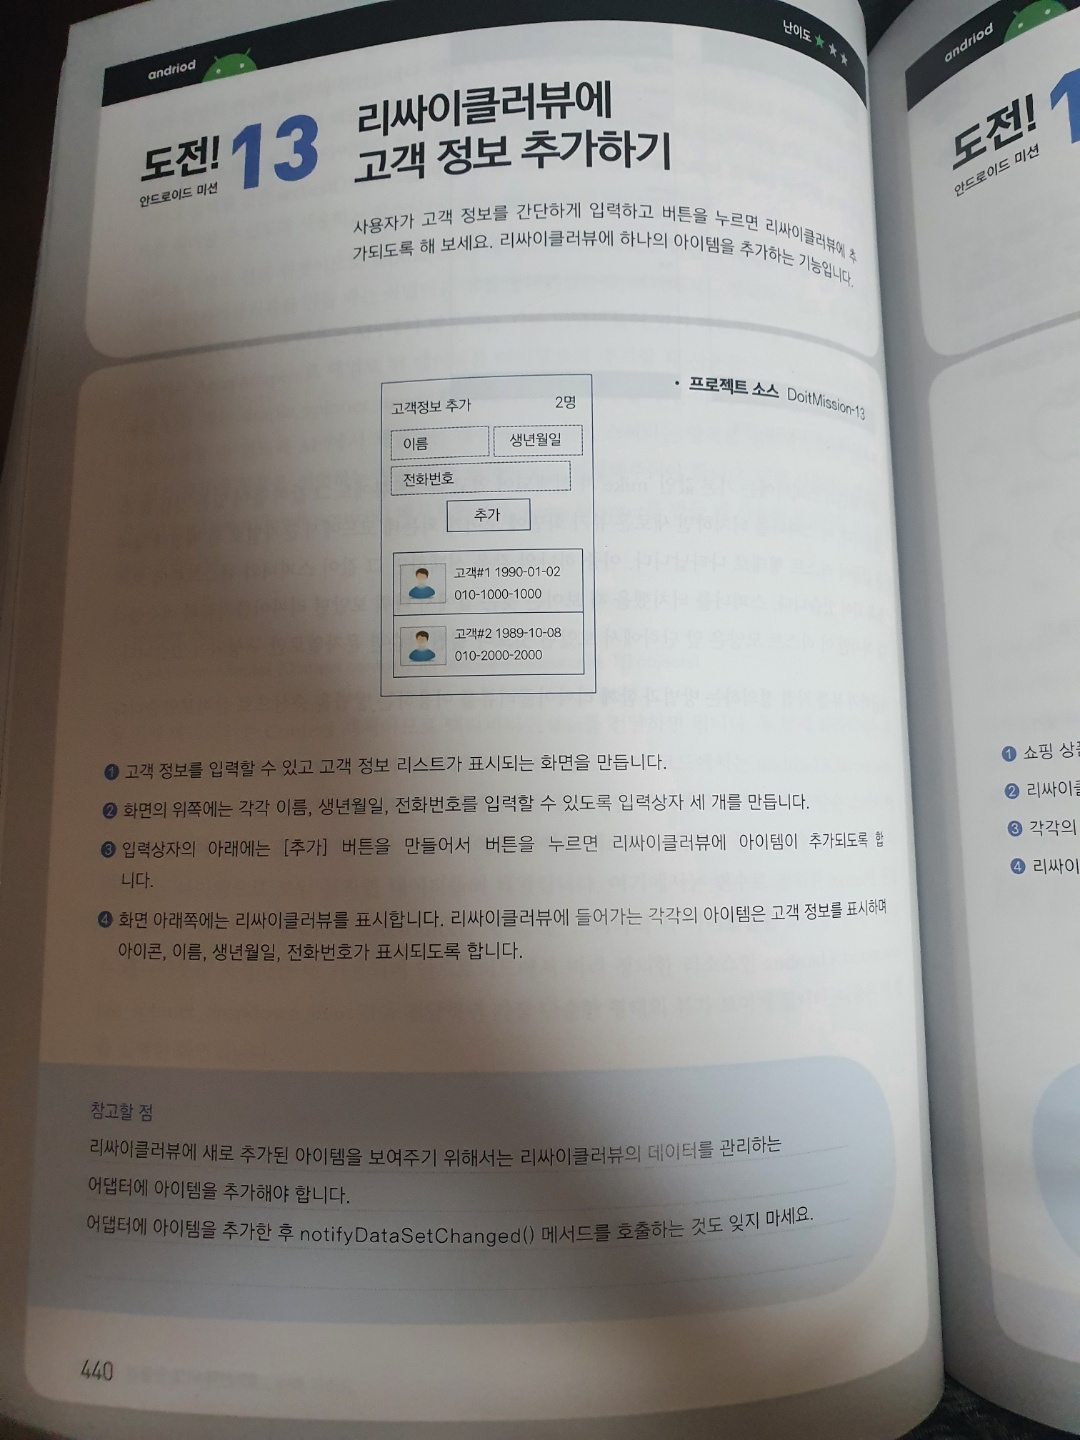 andriod
난이도
도전! 13
안드로이드 미션
리싸이클러뷰에
고객 정보 추가하기
사용자가 고객 정보를 간단하게 입력하고 버튼을 누르면 리싸이클러뷰에 추
가되도록 해 보세요. 리싸이클러뷰에 하나의 아이템을 추가하는 기능입니다.
• 프로젝트 소스 DoitMission-13
고객정보 추가 2명
이름 생년월일
전화번호
추가
고객#1 1990-01-02
010-1000-1000
고객#2 1989-10-08
010-2000-2000
1 고객 정보를 입력할 수 있고 고객 정보 리스트가 표시되는 화면을 만듭니다.
2 화면의 위쪽에는 각각 이름, 생년월일, 전화번호를 입력할 수 있도록 입력상자 세 개를 만듭니다.
3 입력상자의 아래에는 [추가] 버튼을 만들어서 버튼을 누르면 리싸이클러뷰에 아이템이 추가되도록 합
니다.
4 화면 아래쪽에는 리싸이클러뷰를 표시합니다. 리싸이클러뷰에 들어가는 각각의 아이템은 고객 정보를 표시하며
아이콘, 이름, 생년월일, 전화번호가 표시되도록 합니다.
참고할 점
리싸이클러뷰에 새로 추가된 아이템을 보여주기 위해서는 리싸이클러뷰의 데이터를 관리하는
어댑터에 아이템을 추가해야 합니다.
어댑터에 아이템을 추가한 후 notifyDataSetChanged() 메서드를 호출하는 것도 잊지 마세요.
440
andriod
도전! 1
안드로이드 미션
1 쇼핑
2
3 각각의
4